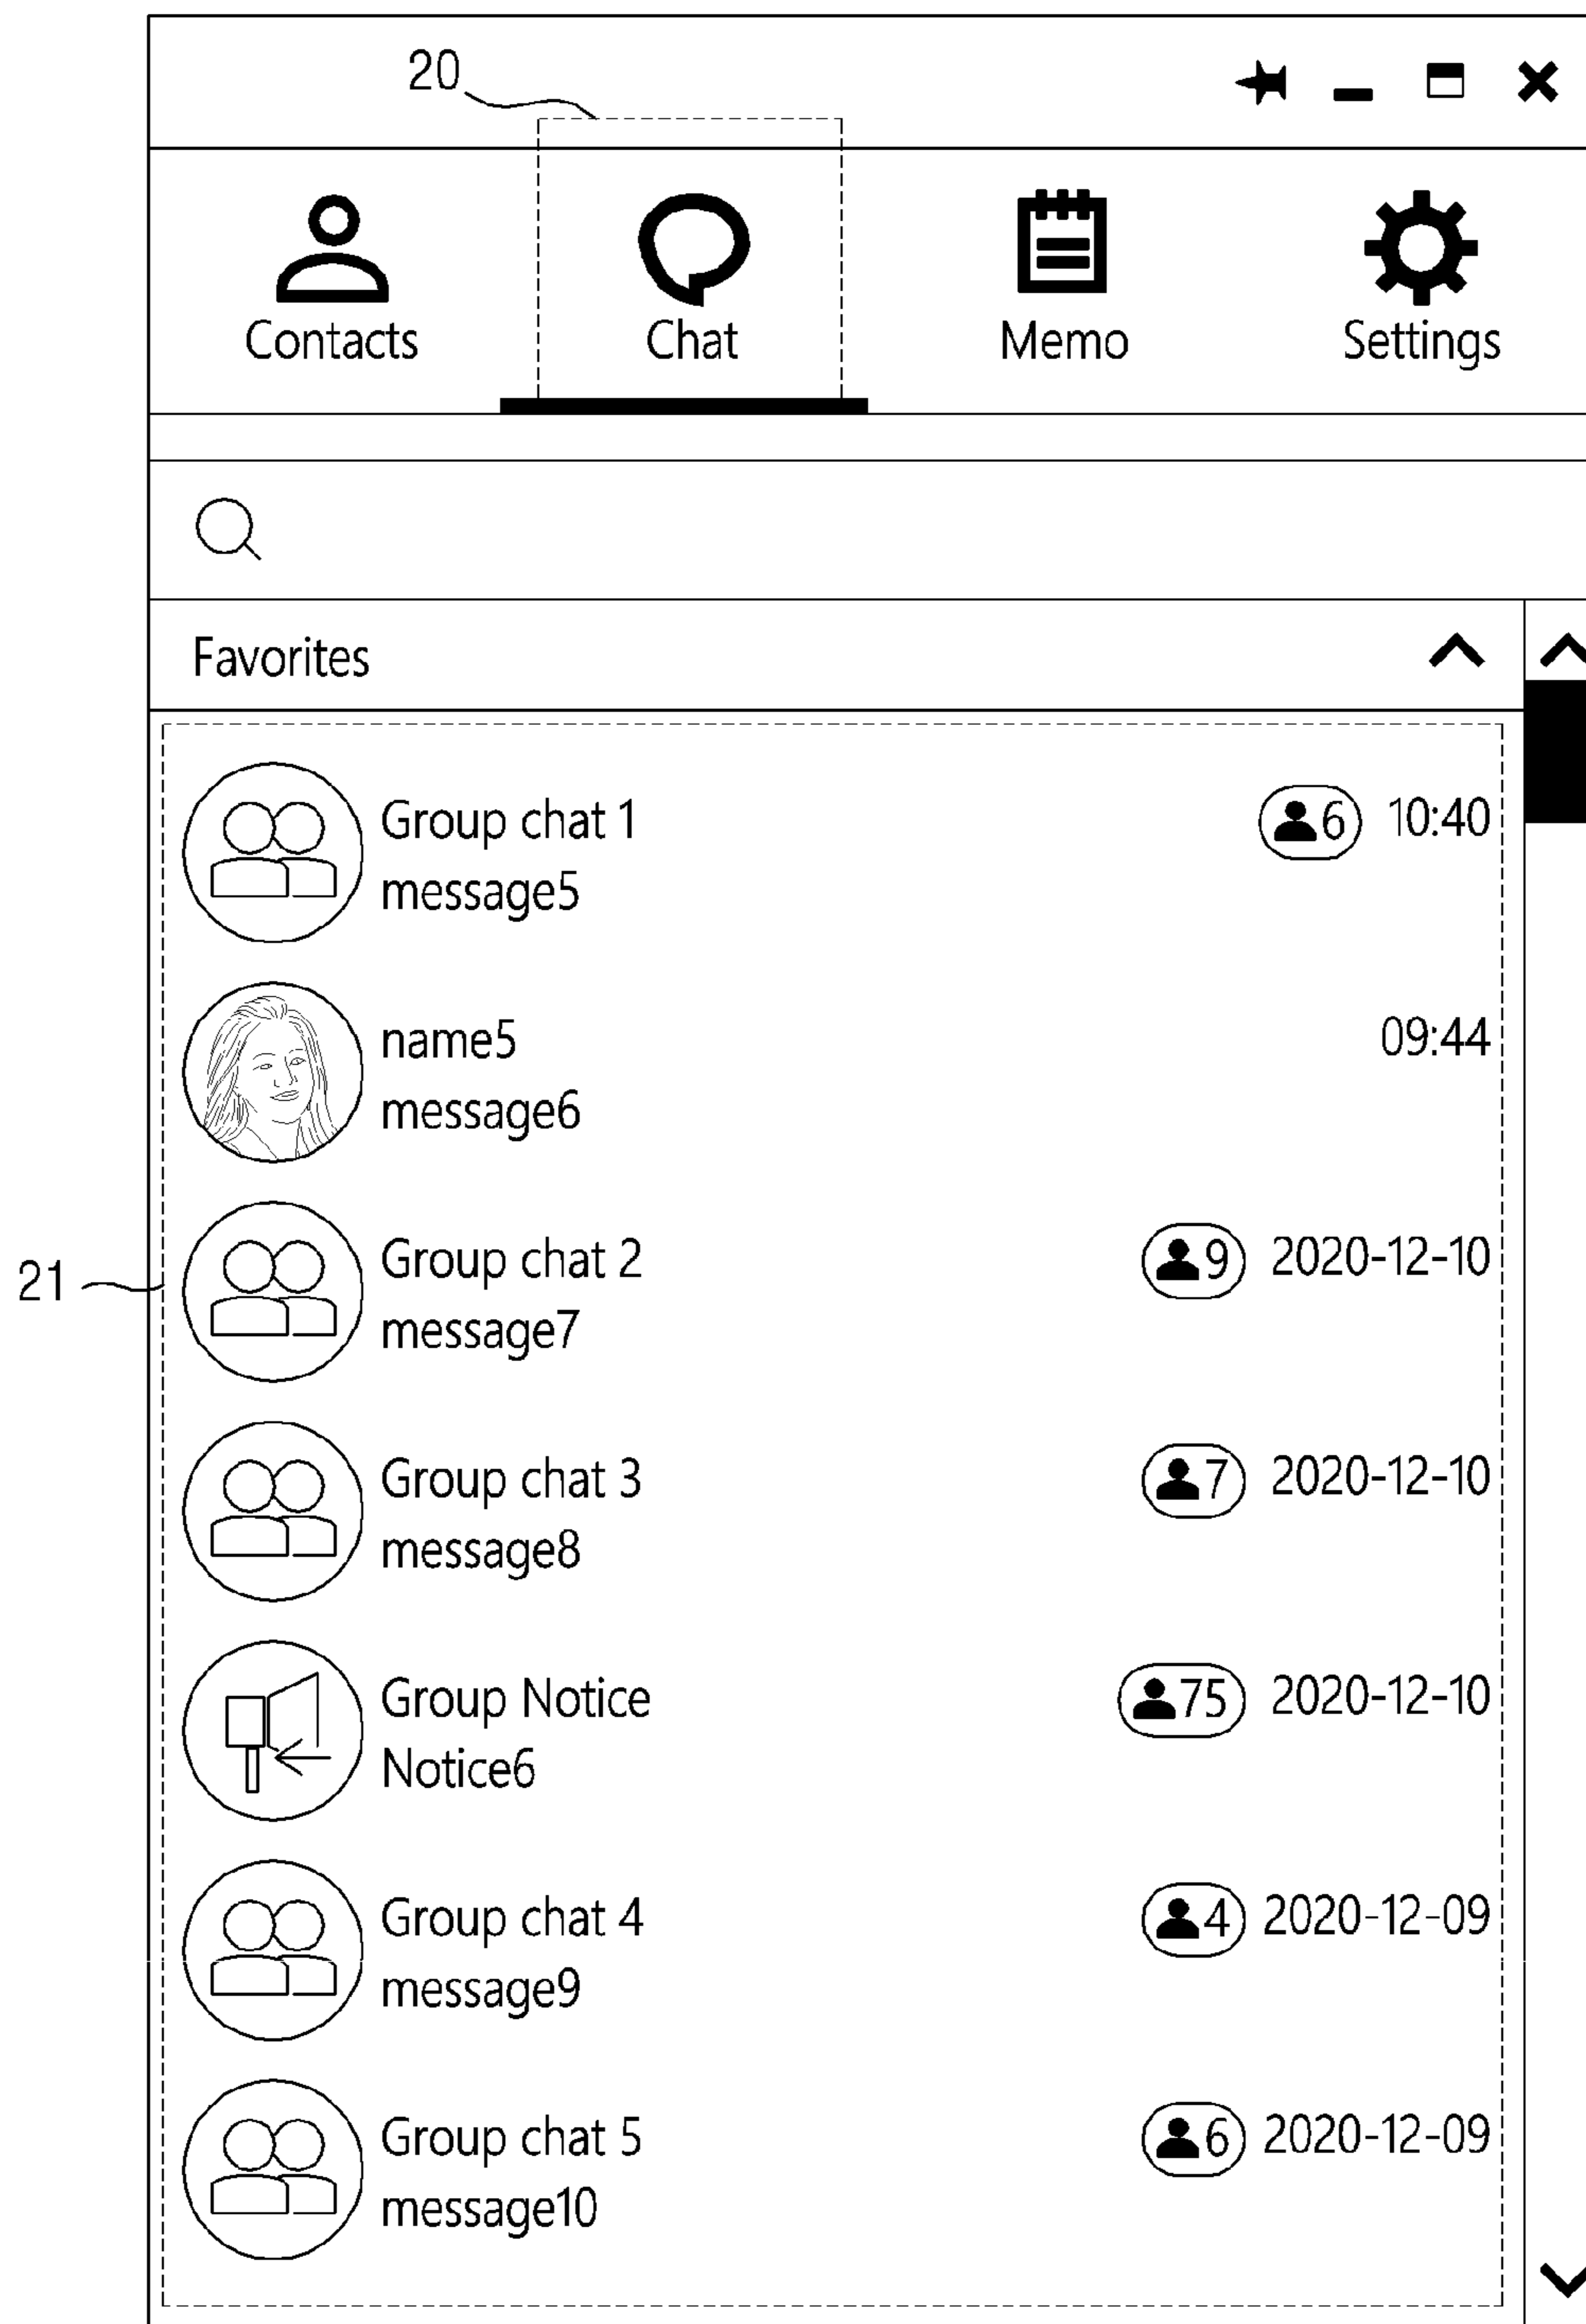 20
Contacts Chat Memo Settings
Favorites
Group chat 1 6 10:40
message5
name5 09:44
message6
21
Group chat 2 9 2020-12-10
message7
Group chat 3 7 2020-12-10
message8
Group Notice 75 2020-12-10
Notice6
Group chat 4 4 2020-12-09
message9
Group chat 5 6 2020-12-09
message10